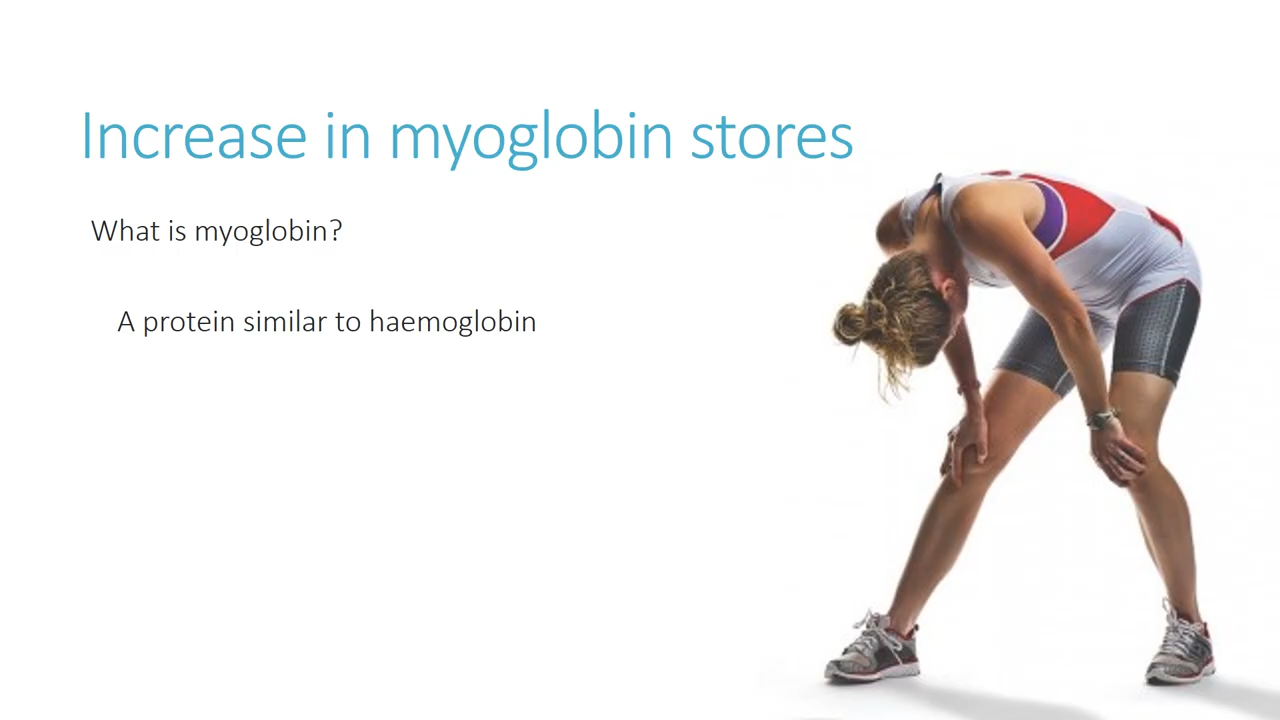 Increase in myoglobin stores
What is myoglobin?
A protein similar to haemoglobin